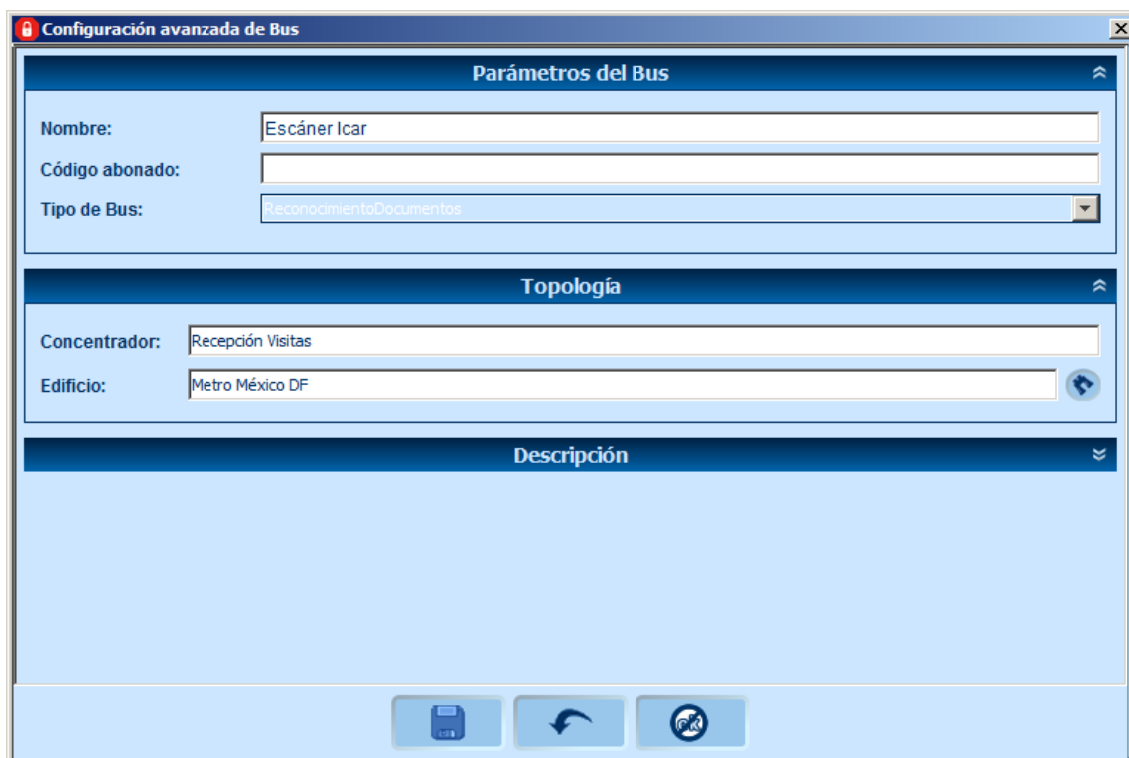 Configuración avanzada de Bus
Parámetros del Bus
Nombre: Escáner Icar
Código abonado:
Tipo de Bus: ReconocimientoDocumentos
Topología
Concentrador: Recepción Visitas
Edificio: Metro México DF
Descripción